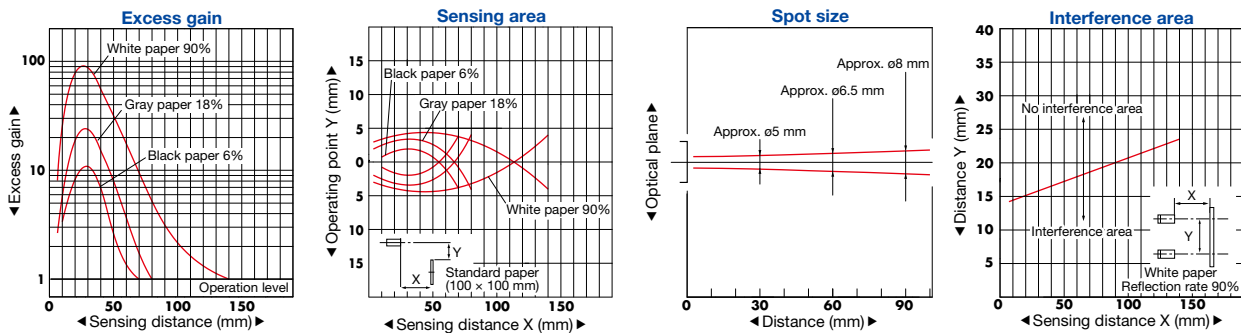 Excess gain
100
10
1
◄Excess gain►
White paper 90%
Gray paper 18%
Black paper 6%
Operation level
0 50 100 150
◄Sensing distance (mm)►
Sensing area
15
10
5
0
5
10
15
◄Operating point Y (mm)►
Black paper 6%
Gray paper 18%
White paper 90%
Y
X
Standard paper
(100 × 100 mm)
0 50 100 150
◄Sensing distance X (mm)►
Spot size
◄Optical plane►
Approx. ø8 mm
Approx. ø6.5 mm
Approx. ø5 mm
0 30 60 90
◄Distance (mm)►
Interference area
40
35
30
25
20
15
10
5
◄Distance Y (mm)►
No interference area
Interference area
X
Y
White paper
Reflection rate 90%
0 50 100 150
◄Sensing distance X (mm)►